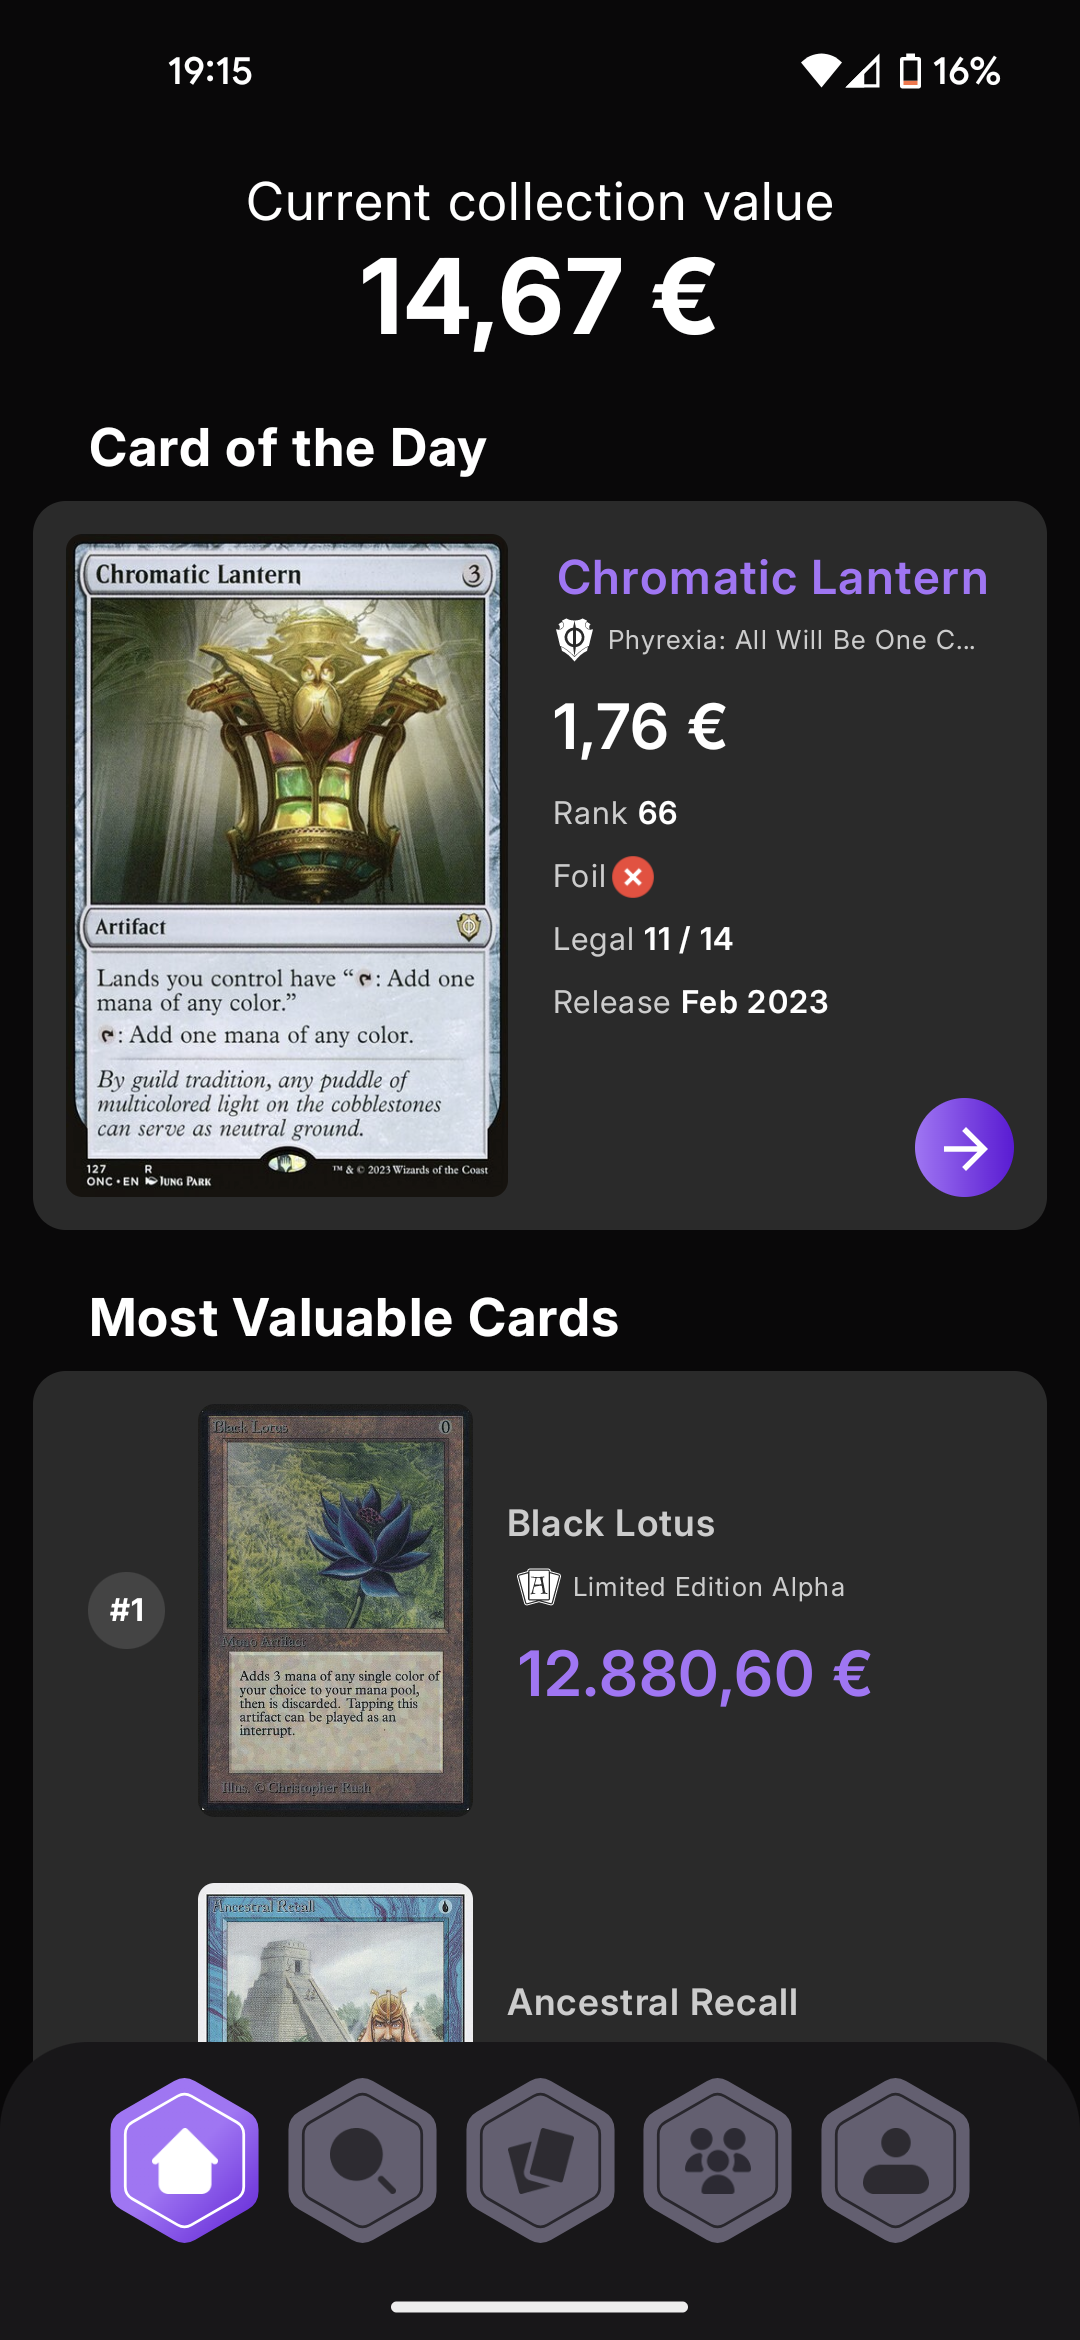 19:15
16%
Current collection value
14,67 €
Card of the Day
Chromatic Lantern
3
Artifact
Lands you control have “: Add one
mana of any color.”
: Add one mana of any color.
By guild tradition, any puddle of
multicolored light on the cobblestones
can serve as neutral ground.
127 R
ONC • EN JUNG PARK
™ & © 2023 Wizards of the Coast
Chromatic Lantern
Phyrexia: All Will Be One C...
1,76 €
Rank 66
Foil
Legal 11 / 14
Release Feb 2023
Most Valuable Cards
#1
Black Lotus
0
Mono Artifact
Adds 3 mana of any single color of
your choice to your mana pool,
then is discarded. Tapping this
artifact can be played as an
interrupt.
Illus. © Christopher Rush
Black Lotus
A
Limited Edition Alpha
12.880,60 €
Ancestral Recall
Ancestral Recall